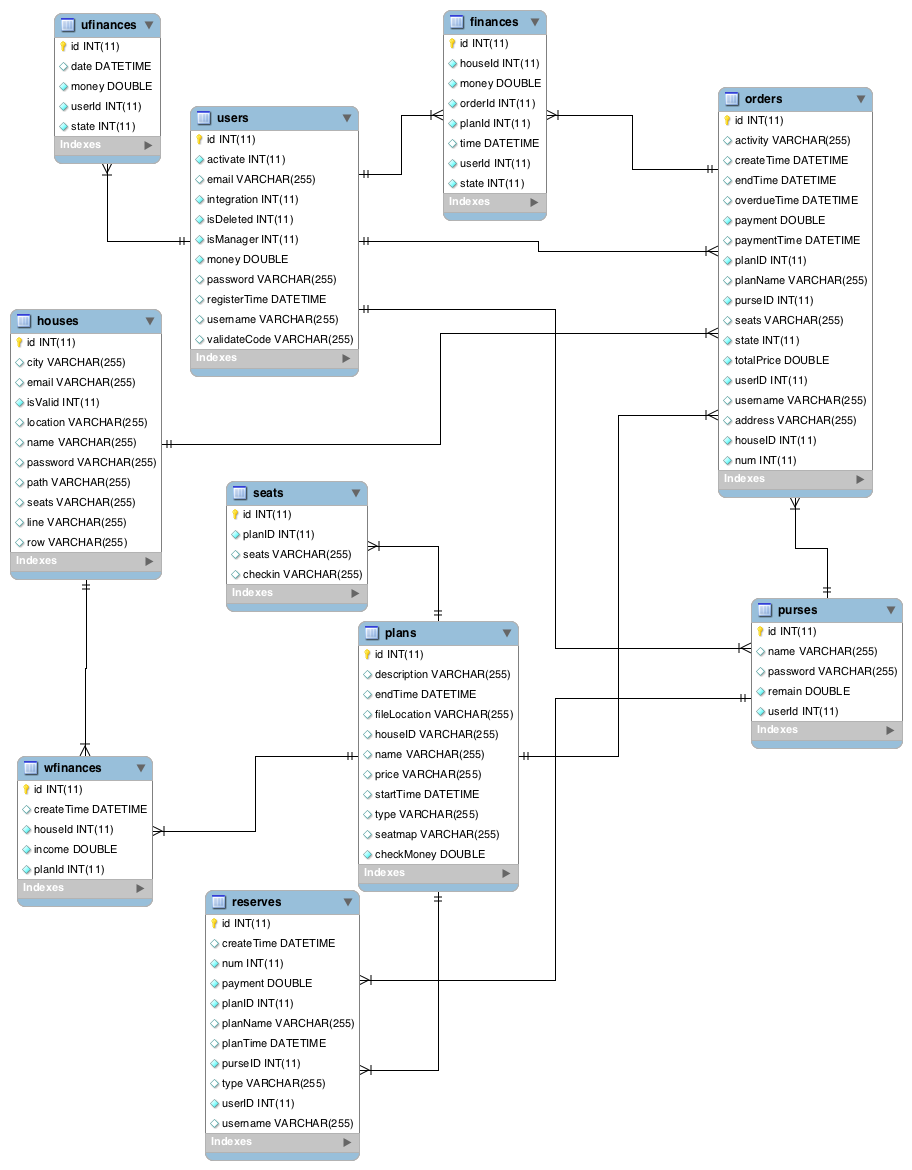 ufinances
id INT(11)
date DATETIME
money DOUBLE
userId INT(11)
state INT(11)
Indexes
finances
id INT(11)
houseId INT(11)
money DOUBLE
orderId INT(11)
planId INT(11)
time DATETIME
userId INT(11)
state INT(11)
Indexes
users
id INT(11)
activate INT(11)
email VARCHAR(255)
integration INT(11)
isDeleted INT(11)
isManager INT(11)
money DOUBLE
password VARCHAR(255)
registerTime DATETIME
username VARCHAR(255)
validateCode VARCHAR(255)
Indexes
orders
id INT(11)
activity VARCHAR(255)
createTime DATETIME
endTime DATETIME
overdueTime DATETIME
payment DOUBLE
paymentTime DATETIME
planID INT(11)
planName VARCHAR(255)
purseID INT(11)
seats VARCHAR(255)
state INT(11)
totalPrice DOUBLE
userID INT(11)
username VARCHAR(255)
address VARCHAR(255)
houseID INT(11)
num INT(11)
Indexes
houses
id INT(11)
city VARCHAR(255)
email VARCHAR(255)
isValid INT(11)
location VARCHAR(255)
name VARCHAR(255)
password VARCHAR(255)
path VARCHAR(255)
seats VARCHAR(255)
line VARCHAR(255)
row VARCHAR(255)
Indexes
seats
id INT(11)
planID INT(11)
seats VARCHAR(255)
checkin VARCHAR(255)
Indexes
plans
id INT(11)
description VARCHAR(255)
endTime DATETIME
fileLocation VARCHAR(255)
houseID VARCHAR(255)
name VARCHAR(255)
price VARCHAR(255)
startTime DATETIME
type VARCHAR(255)
seatmap VARCHAR(255)
checkMoney DOUBLE
Indexes
purses
id INT(11)
name VARCHAR(255)
password VARCHAR(255)
remain DOUBLE
userId INT(11)
Indexes
wfinances
id INT(11)
createTime DATETIME
houseId INT(11)
income DOUBLE
planId INT(11)
Indexes
reserves
id INT(11)
createTime DATETIME
num INT(11)
payment DOUBLE
planID INT(11)
planName VARCHAR(255)
planTime DATETIME
purseID INT(11)
type VARCHAR(255)
userID INT(11)
username VARCHAR(255)
Indexes